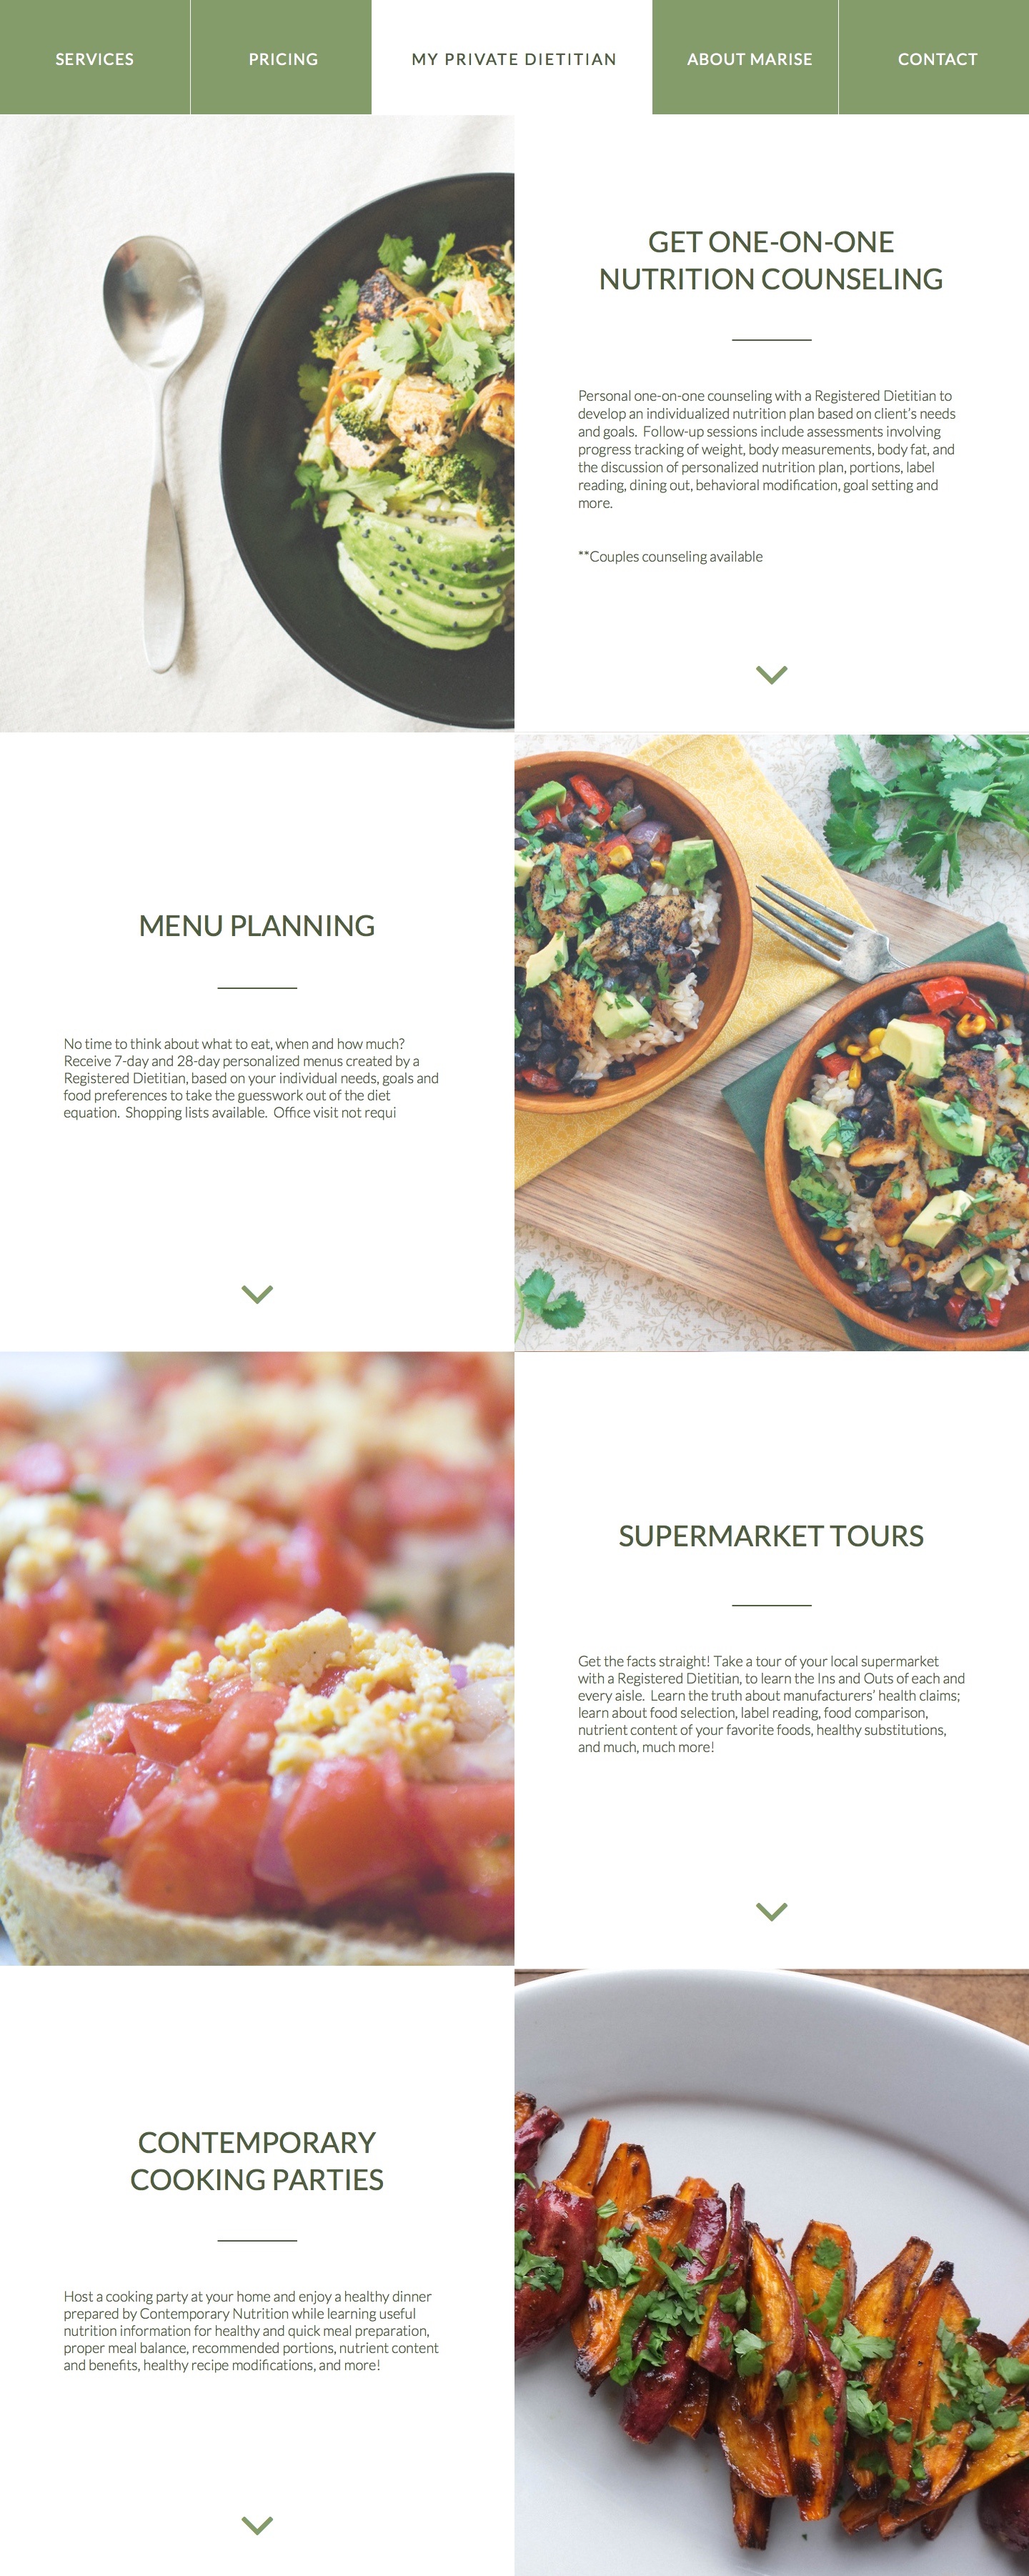 SERVICES
PRICING
MY PRIVATE DIETITIAN
ABOUT MARISE
CONTACT
GET ONE-ON-ONE
NUTRITION COUNSELING
Personal one-on-one counseling with a Registered Dietitian to
develop an individualized nutrition plan based on client's needs
and goals.  Follow-up sessions include assessments involving
progress tracking of weight, body measurements, body fat, and
the discussion of personalized nutrition plan, portions, label
reading, dining out, behavioral modification, goal setting and
more.
**Couples counseling available
MENU PLANNING
No time to think about what to eat, when and how much?
Receive 7-day and 28-day personalized menus created by a
Registered Dietitian, based on your individual needs, goals and
food preferences to take the guesswork out of the diet
equation.  Shopping lists available.  Office visit not requi
SUPERMARKET TOURS
Get the facts straight! Take a tour of your local supermarket
with a Registered Dietitian, to learn the Ins and Outs of each and
every aisle.  Learn the truth about manufacturers' health claims;
learn about food selection, label reading, food comparison,
nutrient content of your favorite foods, healthy substitutions,
and much, much more!
CONTEMPORARY
COOKING PARTIES
Host a cooking party at your home and enjoy a healthy dinner
prepared by Contemporary Nutrition while learning useful
nutrition information for healthy and quick meal preparation,
proper meal balance, recommended portions, nutrient content
and benefits, healthy recipe modifications, and more!